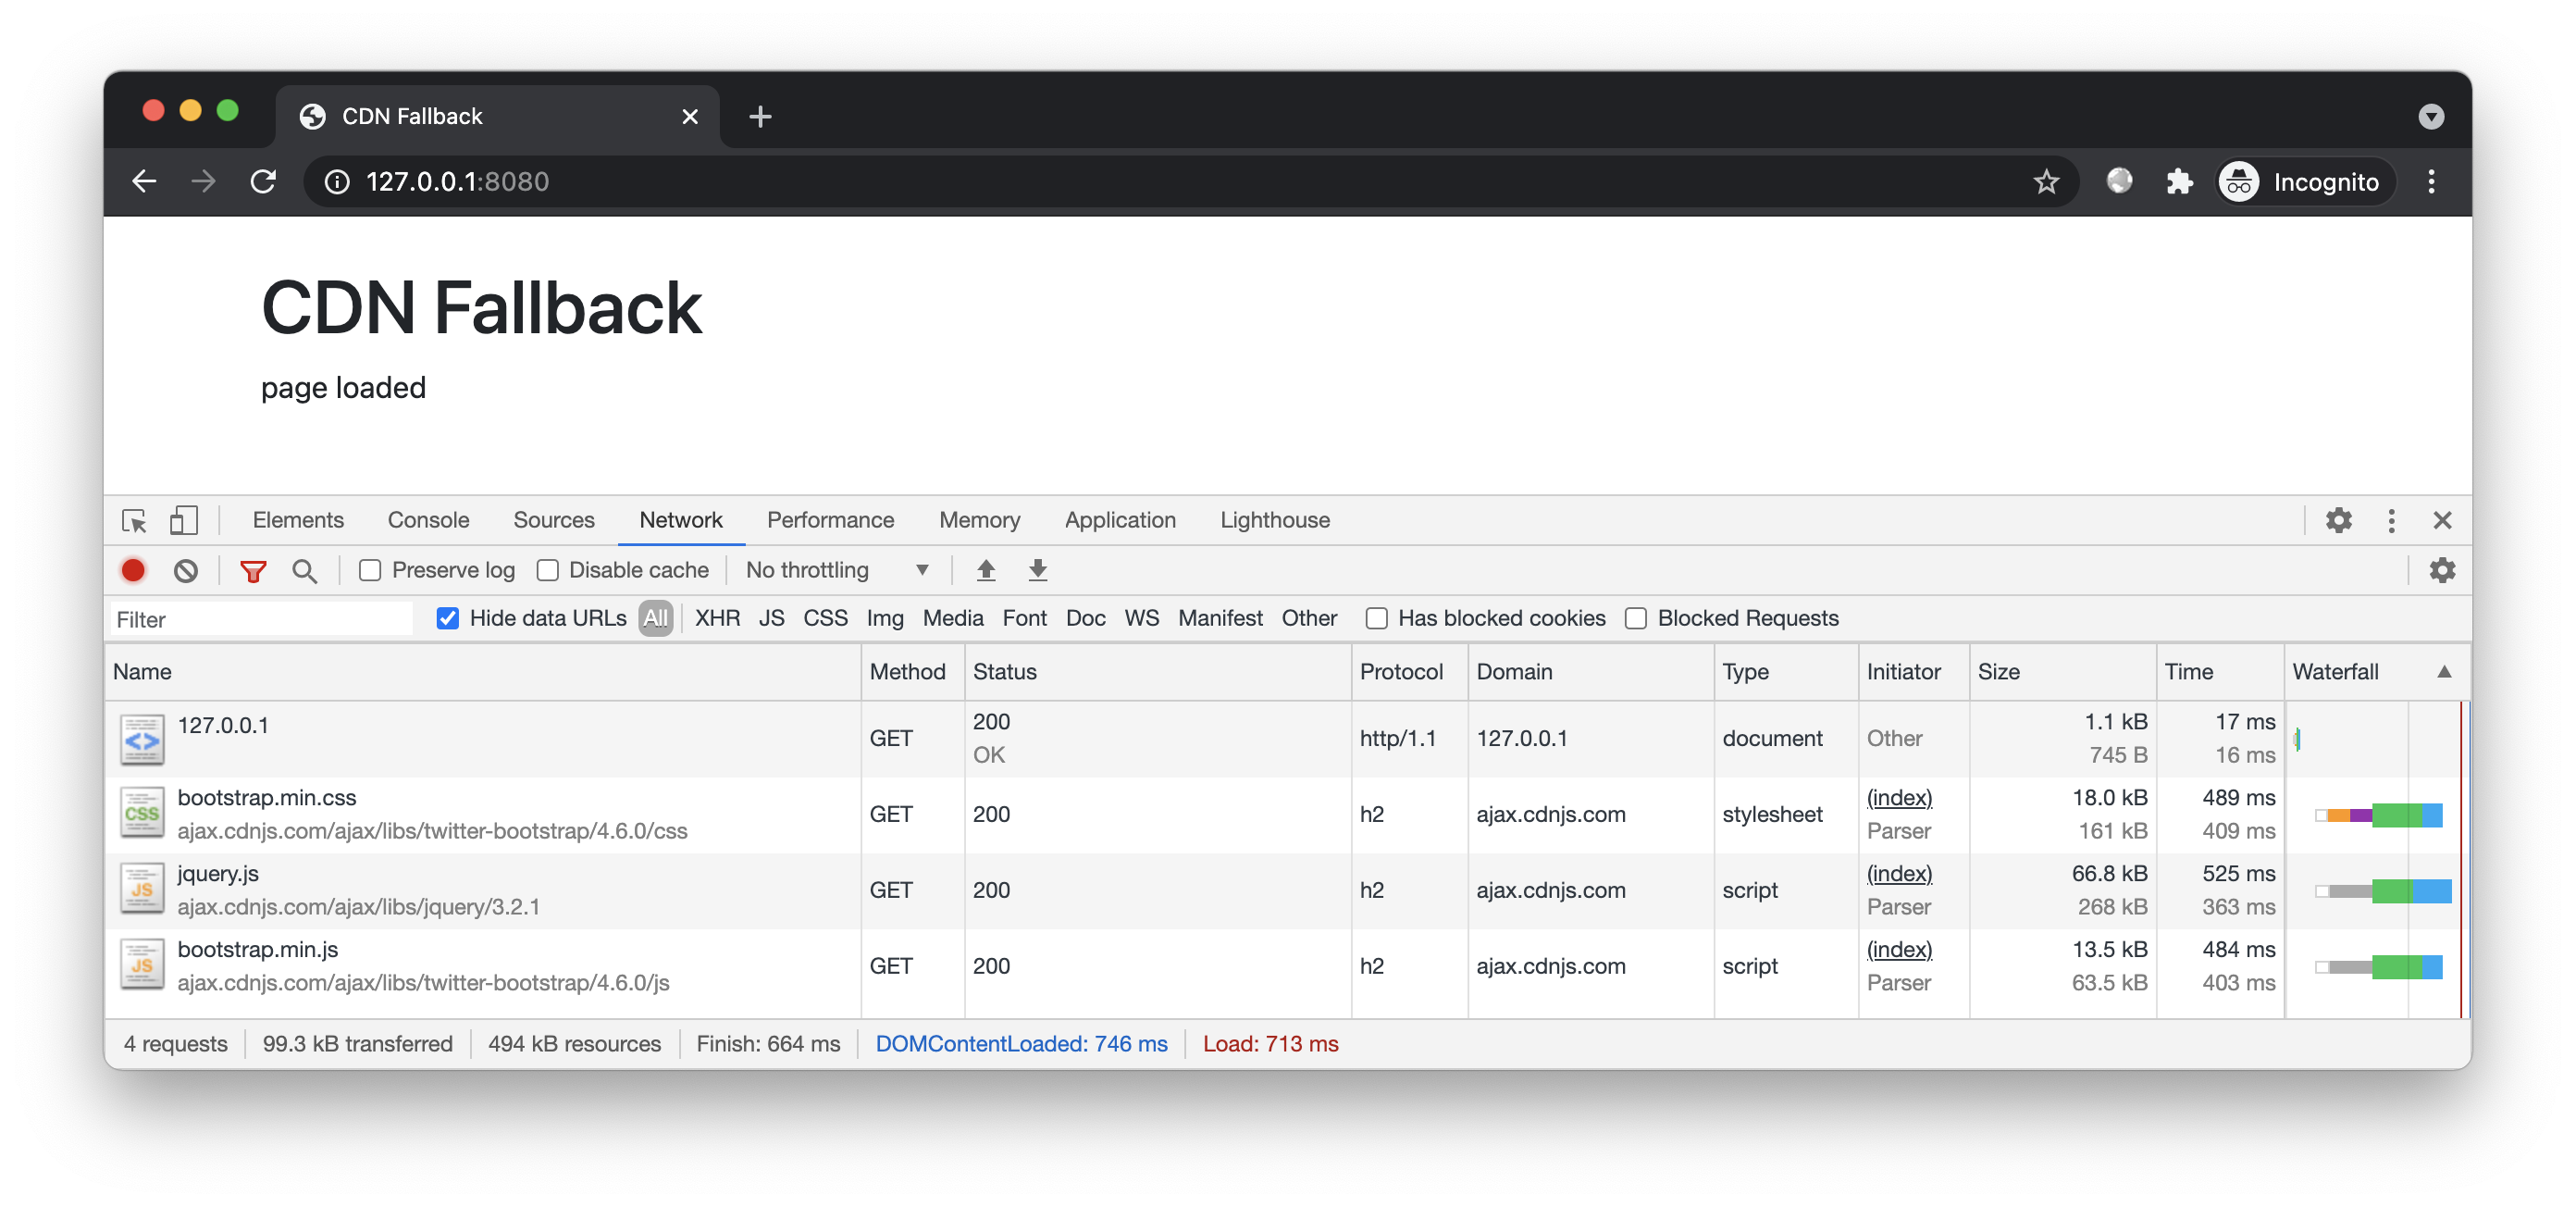 CDN Fallback
127.0.0.1:8080
Incognito
CDN Fallback
page loaded
Elements Console Sources Network Performance Memory Application Lighthouse
Preserve log Disable cache No throttling
Filter Hide data URLs All XHR JS CSS Img Media Font Doc WS Manifest Other Has blocked cookies Blocked Requests
Name Method Status Protocol Domain Type Initiator Size Time Waterfall
127.0.0.1 GET 200 http/1.1 127.0.0.1 document Other 1.1 kB 17 ms
OK 745 B 16 ms
CSS bootstrap.min.css GET 200 h2 ajax.cdnjs.com stylesheet (index) 18.0 kB 489 ms
ajax.cdnjs.com/ajax/libs/twitter-bootstrap/4.6.0/css Parser 161 kB 409 ms
JS jquery.js GET 200 h2 ajax.cdnjs.com script (index) 66.8 kB 525 ms
ajax.cdnjs.com/ajax/libs/jquery/3.2.1 Parser 268 kB 363 ms
JS bootstrap.min.js GET 200 h2 ajax.cdnjs.com script (index) 13.5 kB 484 ms
ajax.cdnjs.com/ajax/libs/twitter-bootstrap/4.6.0/js Parser 63.5 kB 403 ms
4 requests 99.3 kB transferred 494 kB resources Finish: 664 ms DOMContentLoaded: 746 ms Load: 713 ms